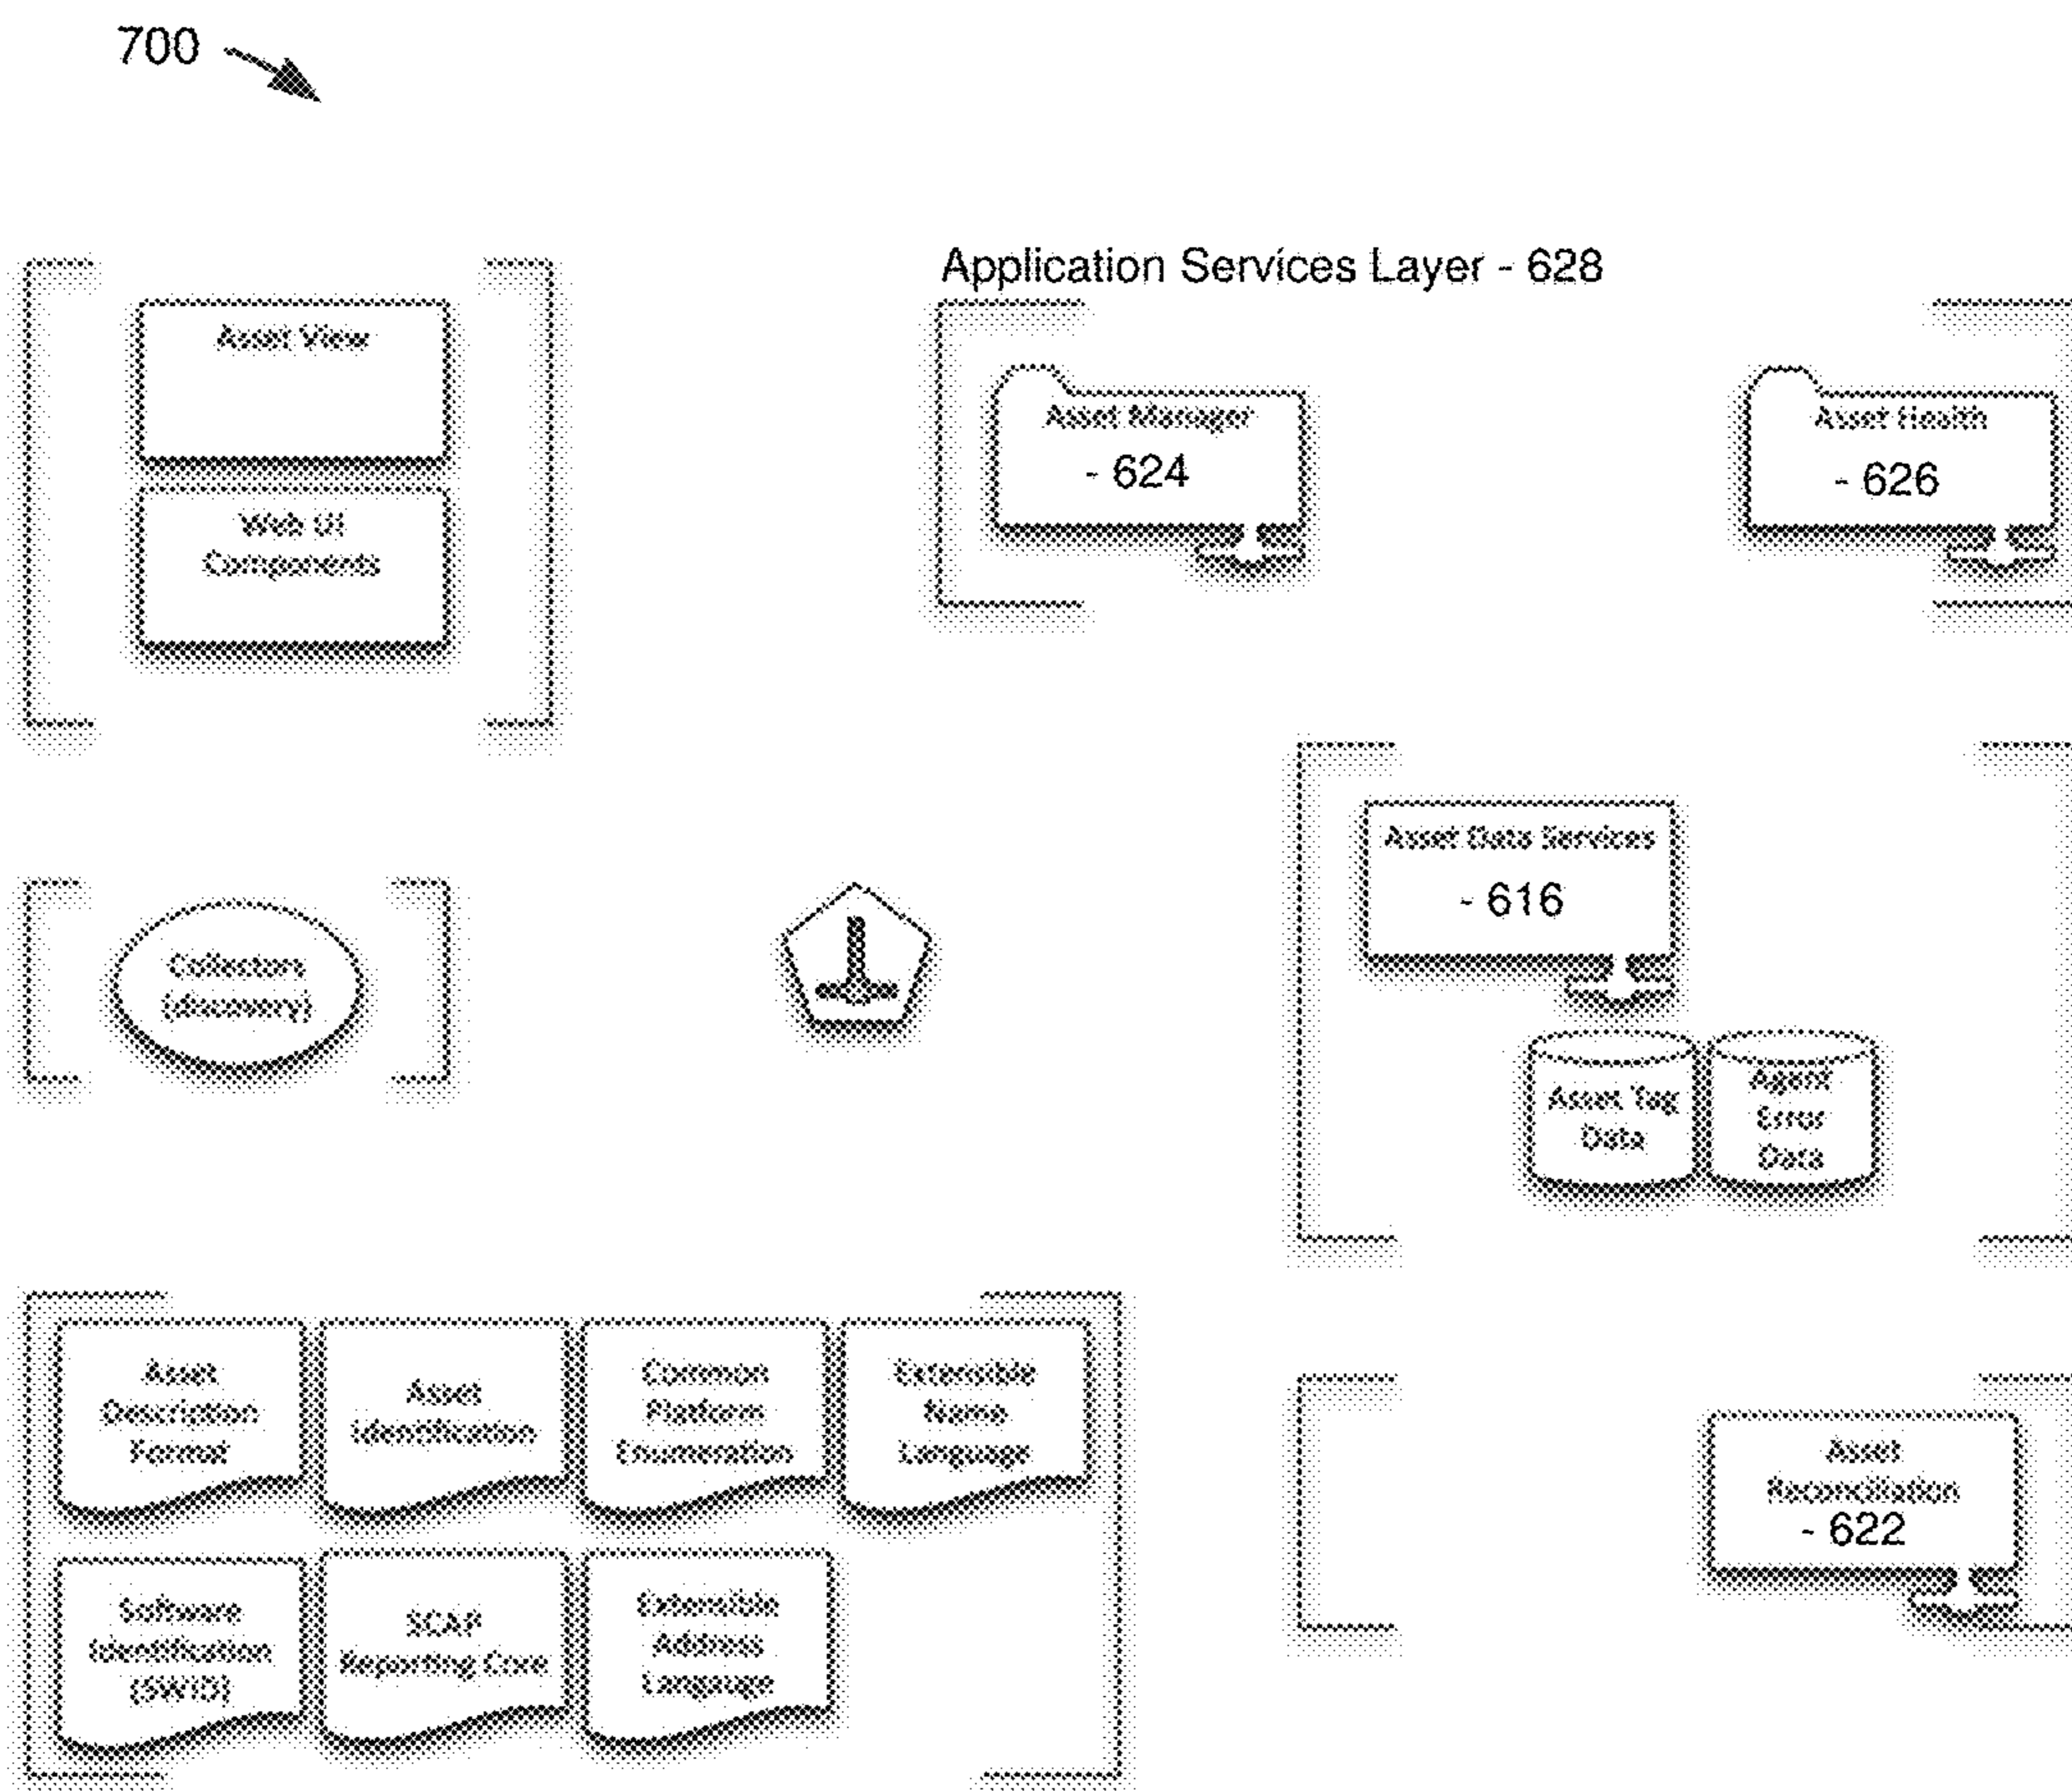 700
Application Services Layer - 628
Asset View
Web UI
Components
Asset Manager
- 624
Asset Health
- 626
Collectors
(discovery)
Asset Data Services
- 616
Asset Tag
Data
Agent
Error
Data
Asset
Description
Format
Asset
Identification
Common
Platform
Enumeration
Extensible
Name
Language
Software
Identification
(SWID)
SCAP
Reporting Core
Extensible
Address
Language
Asset
Reconciliation
- 622